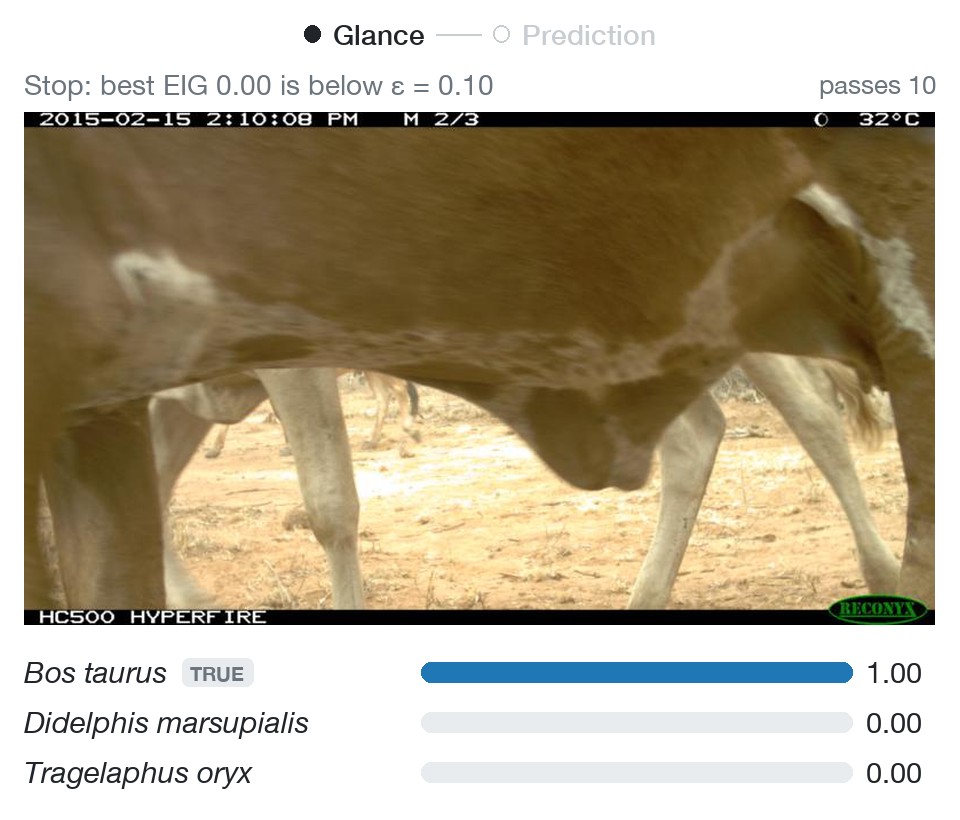 Glance Prediction
Stop: best EIG 0.00 is below ε = 0.10 passes 10
2015-02-15 2:10:08 PM M 2/3 32°C
HC500 HYPERFIRE RECONYX
Bos taurus TRUE 1.00
Didelphis marsupialis 0.00
Tragelaphus oryx 0.00